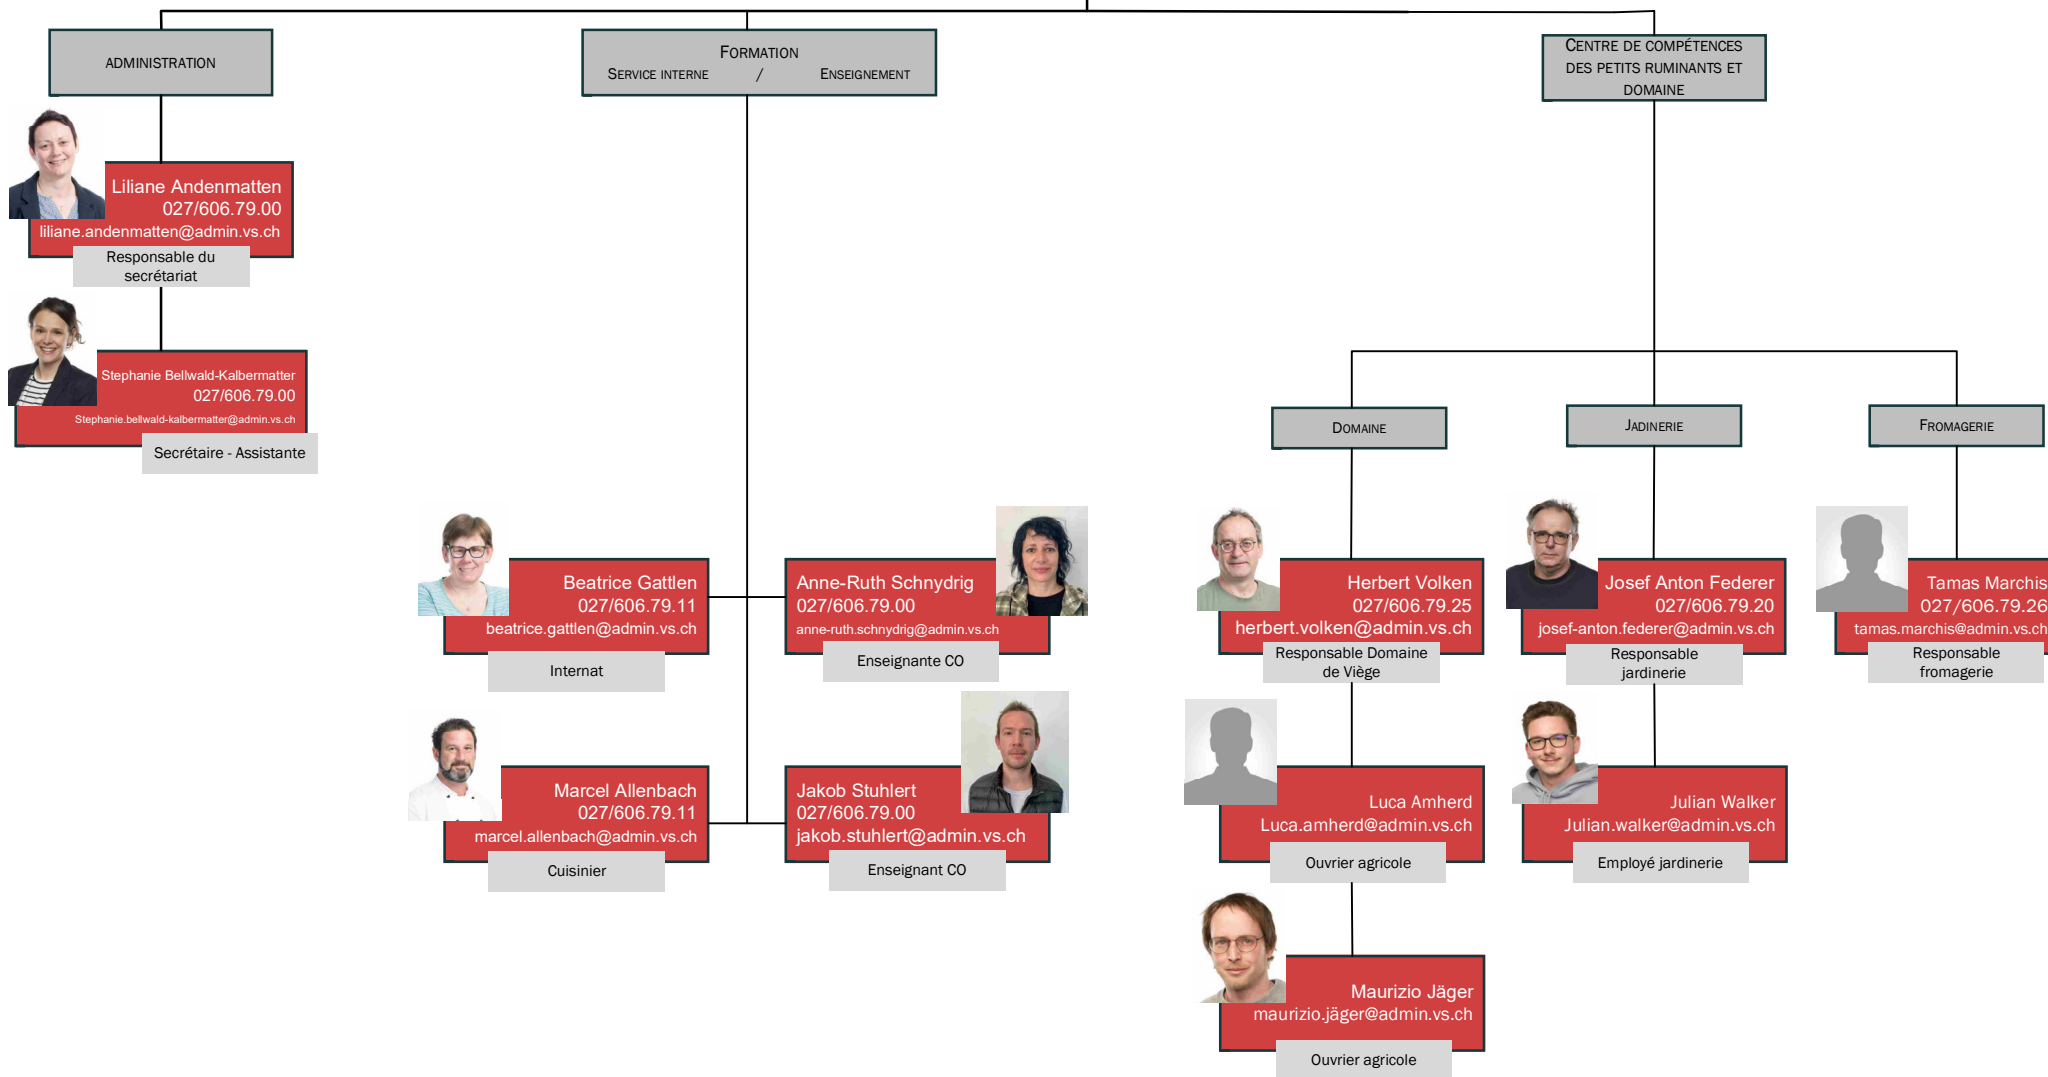 ADMINISTRATION
Liliane Andenmatten
027/606.79.00
liliane.andenmatten@admin.vs.ch
Responsable du
secrétariat
Stephanie Bellwald-Kalbermatter
027/606.79.00
Stephanie.bellwald-kalbermatter@admin.vs.ch
Secrétaire - Assistante
FORMATION
SERVICE INTERNE / ENSEIGNEMENT
Beatrice Gattlen
027/606.79.11
beatrice.gattlen@admin.vs.ch
Internat
Anne-Ruth Schnydrig
027/606.79.00
anne-ruth.schnydrig@admin.vs.ch
Enseignante CO
Marcel Allenbach
027/606.79.11
marcel.allenbach@admin.vs.ch
Cuisinier
Jakob Stuhlert
027/606.79.00
jakob.stuhlert@admin.vs.ch
Enseignant CO
CENTRE DE COMPÉTENCES
DES PETITS RUMINANTS ET
DOMAINE
DOMAINE
Herbert Volken
027/606.79.25
herbert.volken@admin.vs.ch
Responsable Domaine
de Viège
Luca Amherd
Luca.amherd@admin.vs.ch
Ouvrier agricole
Maurizio Jäger
maurizio.jäger@admin.vs.ch
Ouvrier agricole
JADINERIE
Josef Anton Federer
027/606.79.20
josef-anton.federer@admin.vs.ch
Responsable
jardinerie
Julian Walker
Julian.walker@admin.vs.ch
Employé jardinerie
FROMAGERIE
Tamas Marchis
027/606.79.26
tamas.marchis@admin.vs.ch
Responsable
fromagerie